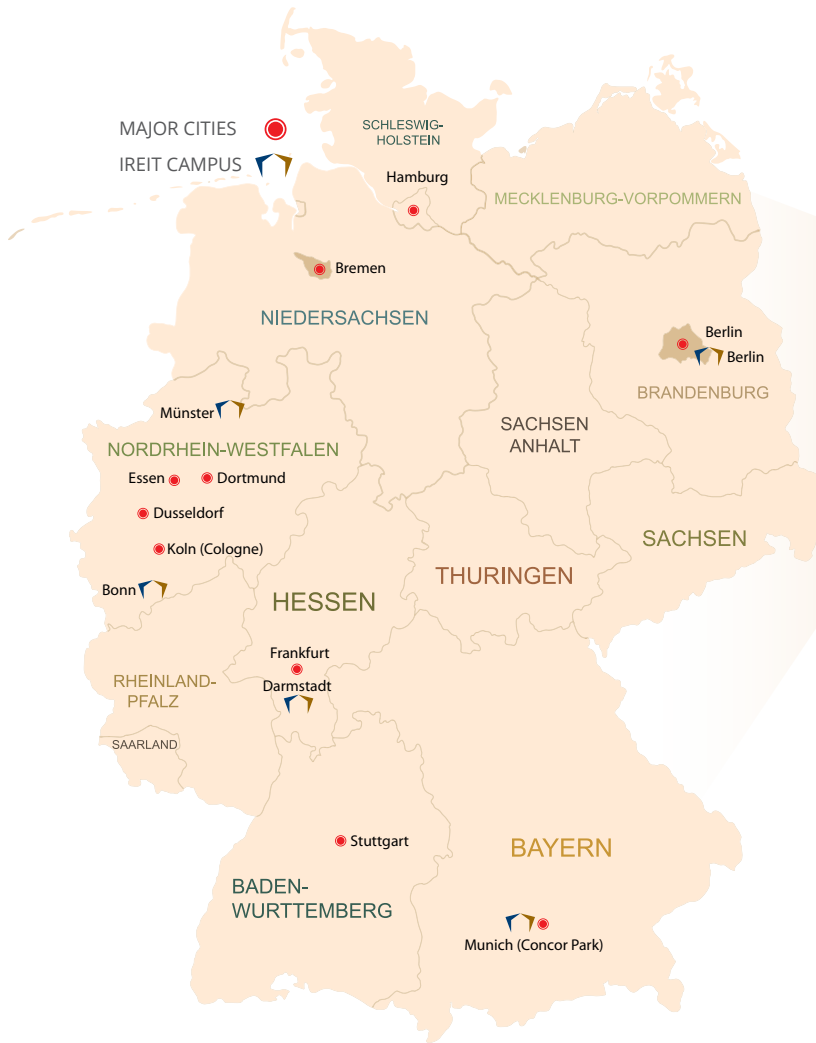 MAJOR CITIES
IREIT CAMPUS
SCHLESWIG-
HOLSTEIN
Hamburg
MECKLENBURG-VORPOMMERN
Bremen
NIEDERSACHSEN
Berlin
Berlin
BRANDENBURG
Münster
SACHSEN
ANHALT
NORDRHEIN-WESTFALEN
Essen
Dortmund
Dusseldorf
Koln (Cologne)
SACHSEN
THURINGEN
Bonn
HESSEN
Frankfurt
Darmstadt
RHEINLAND-
PFALZ
SAARLAND
Stuttgart
BAYERN
BADEN-
WURTTEMBERG
Munich (Concor Park)